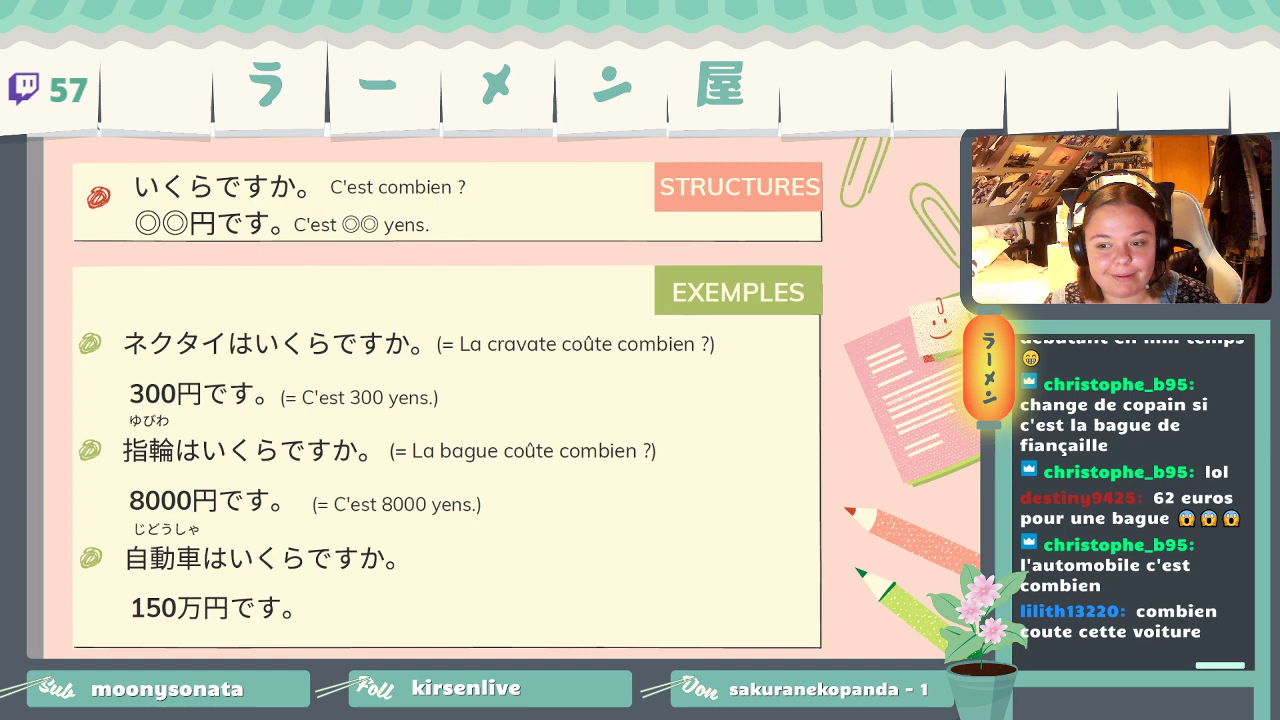 57
ラーメン屋
いくらですか。 C'est combien ?
◎◎円です。C'est ◎◎ yens.
STRUCTURES
EXEMPLES
ネクタイはいくらですか。(= La cravate coûte combien ?)
300円です。(= C'est 300 yens.)
ゆびわ
指輪はいくらですか。 (= La bague coûte combien ?)
8000円です。 (= C'est 8000 yens.)
じどうしゃ
自動車はいくらですか。
150万円です。
ラーメン
débutant en mm temps
😁
christophe_b95:
change de copain si
c'est la bague de
fiançaille
christophe_b95: lol
destiny9425: 62 euros
pour une bague 😱😱😱
christophe_b95:
l'automobile c'est
combien
lilith13220: combien
coute cette voiture
Sub moonysonata
Foll kirsenlive
Don sakuranekopanda - 1